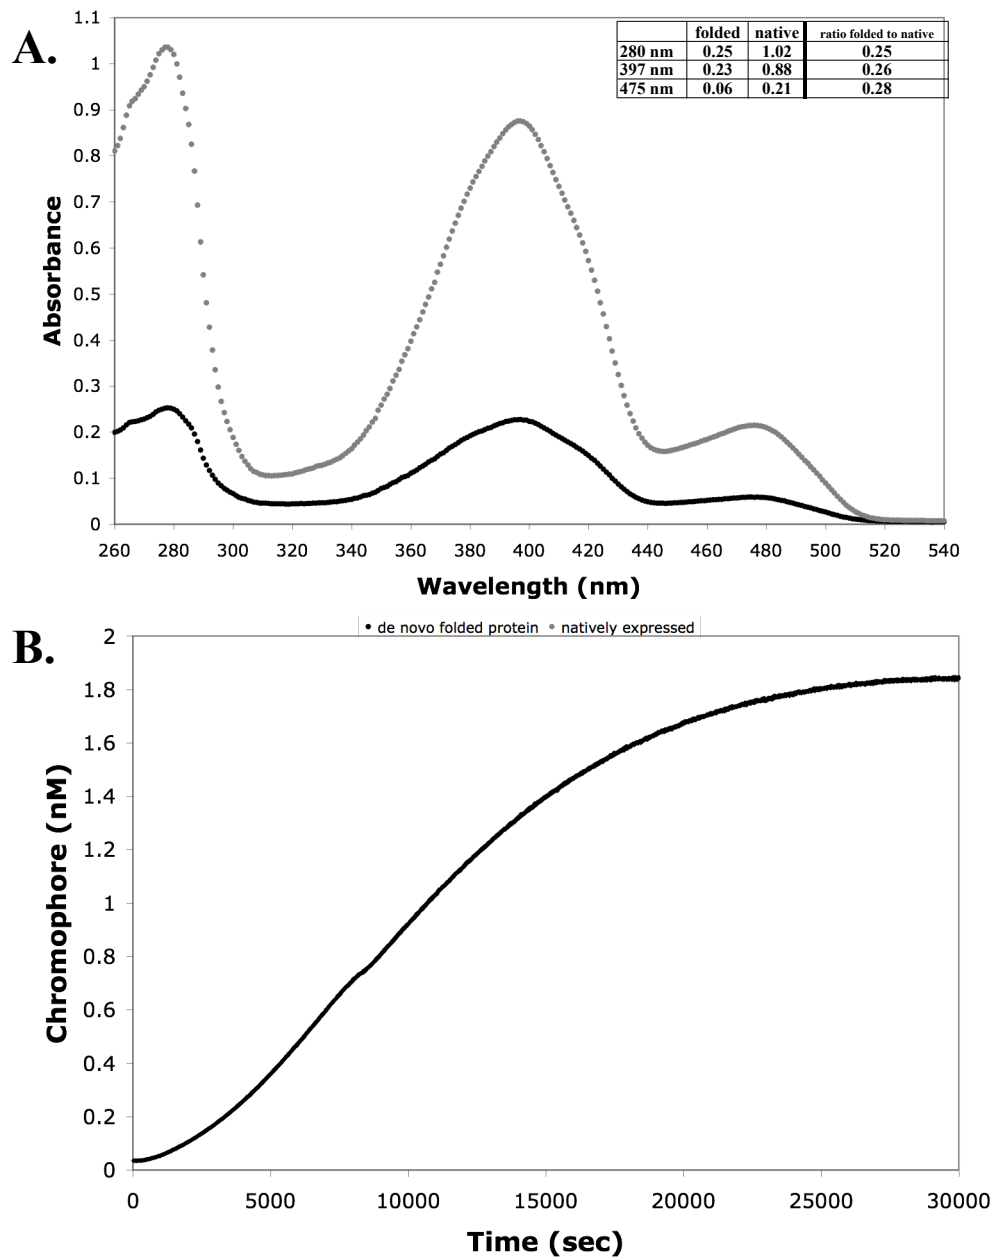 A.
1.1
1
0.9
0.8
0.7
0.6
0.5
0.4
0.3
0.2
0.1
0
Absorbance
folded native ratio folded to native
280 nm 0.25 1.02 0.25
397 nm 0.23 0.88 0.26
475 nm 0.06 0.21 0.28
260 280 300 320 340 360 380 400 420 440 460 480 500 520 540
Wavelength (nm)
• de novo folded protein • natively expressed
B.
2
1.8
1.6
1.4
1.2
1
0.8
0.6
0.4
0.2
0
Chromophore (nM)
0 5000 10000 15000 20000 25000 30000
Time (sec)